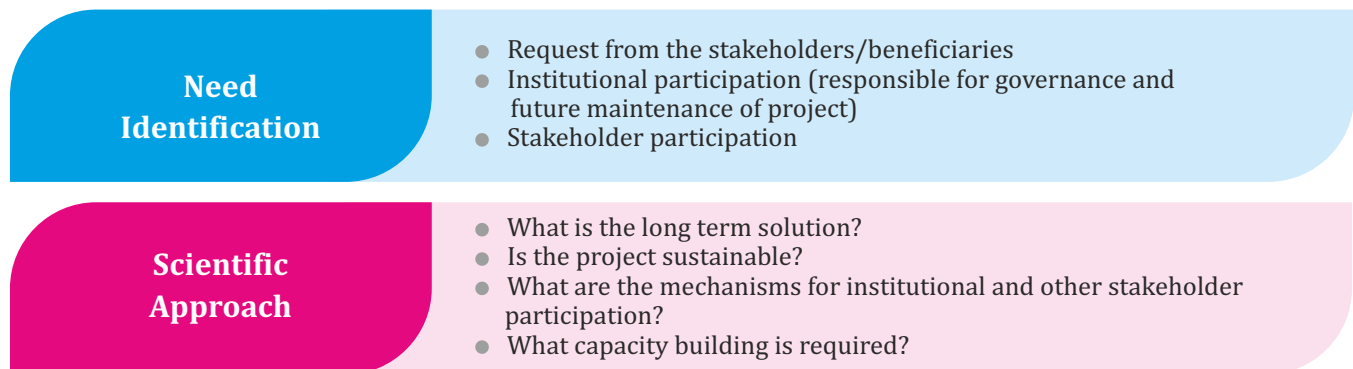 Need
Identification
● Request from the stakeholders/beneficiaries
● Institutional participation (responsible for governance and
future maintenance of project)
● Stakeholder participation
Scientific
Approach
● What is the long term solution?
● Is the project sustainable?
● What are the mechanisms for institutional and other stakeholder
participation?
● What capacity building is required?